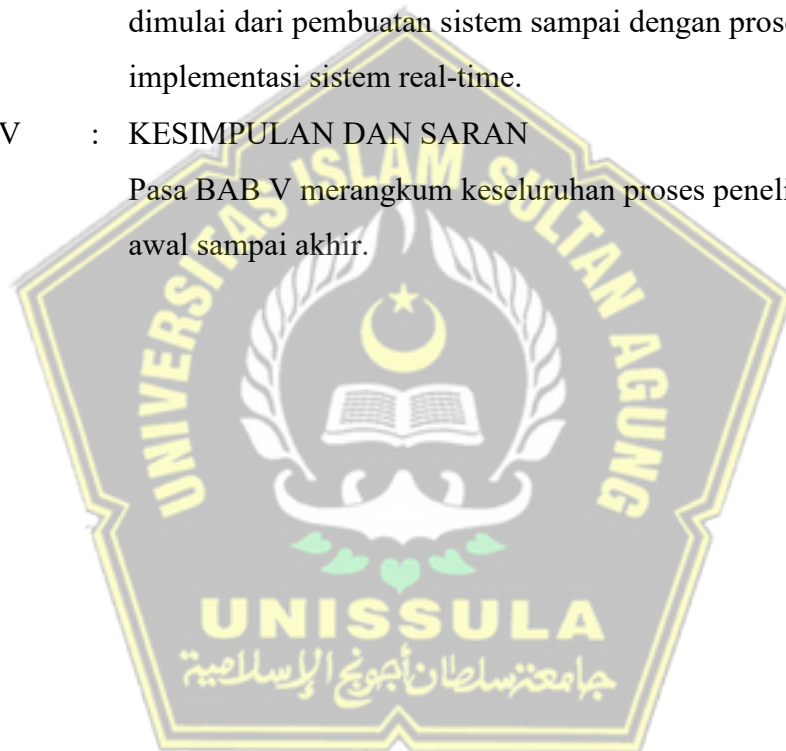 dimulai dari pembuatan sistem sampai dengan prose
implementasi sistem real-time.
V : KESIMPULAN DAN SARAN
Pasa BAB V merangkum keseluruhan proses peneli
awal sampai akhir.
UNIVERSITAS ISLAM SULTAN AGUNG
UNISSULA
جامعة سلطان أجونج الإسلامية